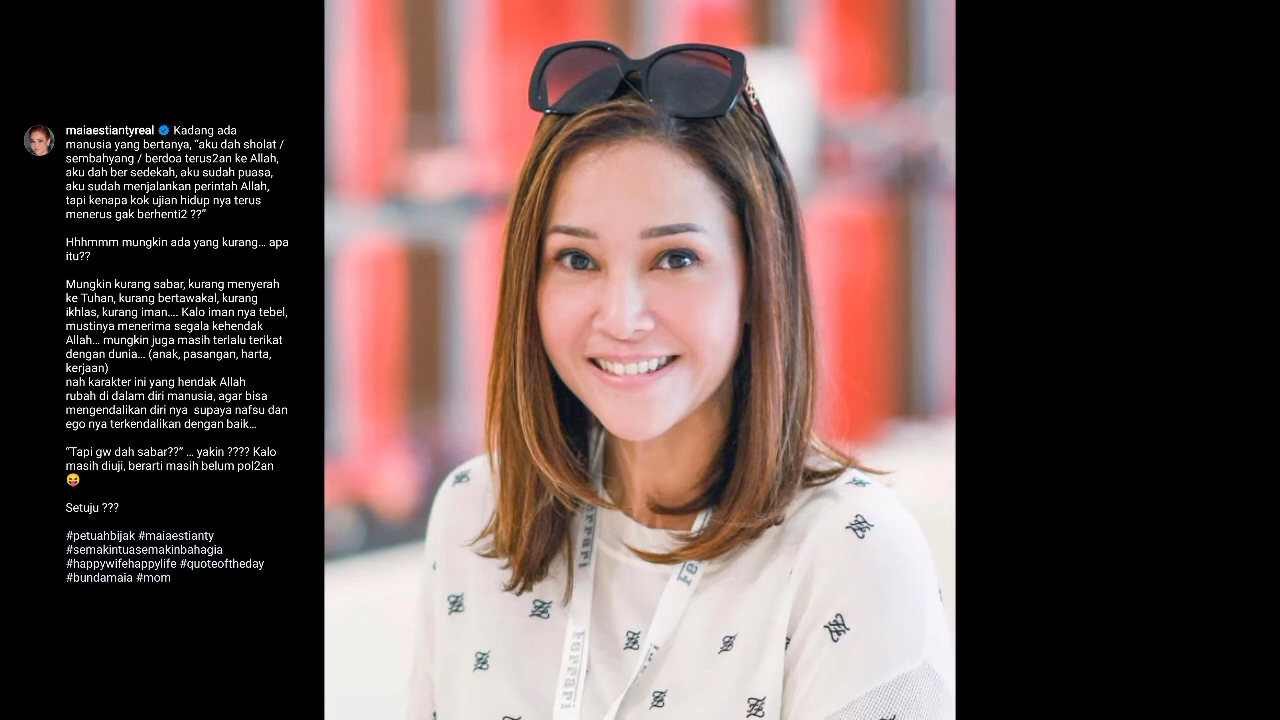 maiaestiantyreal Kadang ada
manusia yang bertanya, “aku dah sholat /
sembahyang / berdoa terus2an ke Allah,
aku dah ber sedekah, aku sudah puasa,
aku sudah menjalankan perintah Allah,
tapi kenapa kok ujian hidup nya terus
menerus gak berhenti2 ??”
Hhhmmm mungkin ada yang kurang… apa
itu??
Mungkin kurang sabar, kurang menyerah
ke Tuhan, kurang bertawakal, kurang
ikhlas, kurang iman…. Kalo iman nya tebel,
mustinya menerima segala kehendak
Allah… mungkin juga masih terlalu terikat
dengan dunia… (anak, pasangan, harta,
kerjaan)
nah karakter ini yang hendak Allah
rubah di dalam diri manusia, agar bisa
mengendalikan diri nya supaya nafsu dan
ego nya terkendalikan dengan baik…
“Tapi gw dah sabar??” … yakin ???? Kalo
masih diuji, berarti masih belum pol2an
😝
Setuju ???
#petuahbijak #maiaestianty
#semakintuasemakinbahagia
#happywifehappylife #quoteoftheday
#bundamaia #mom
Ferrari
Ferrari
Fe